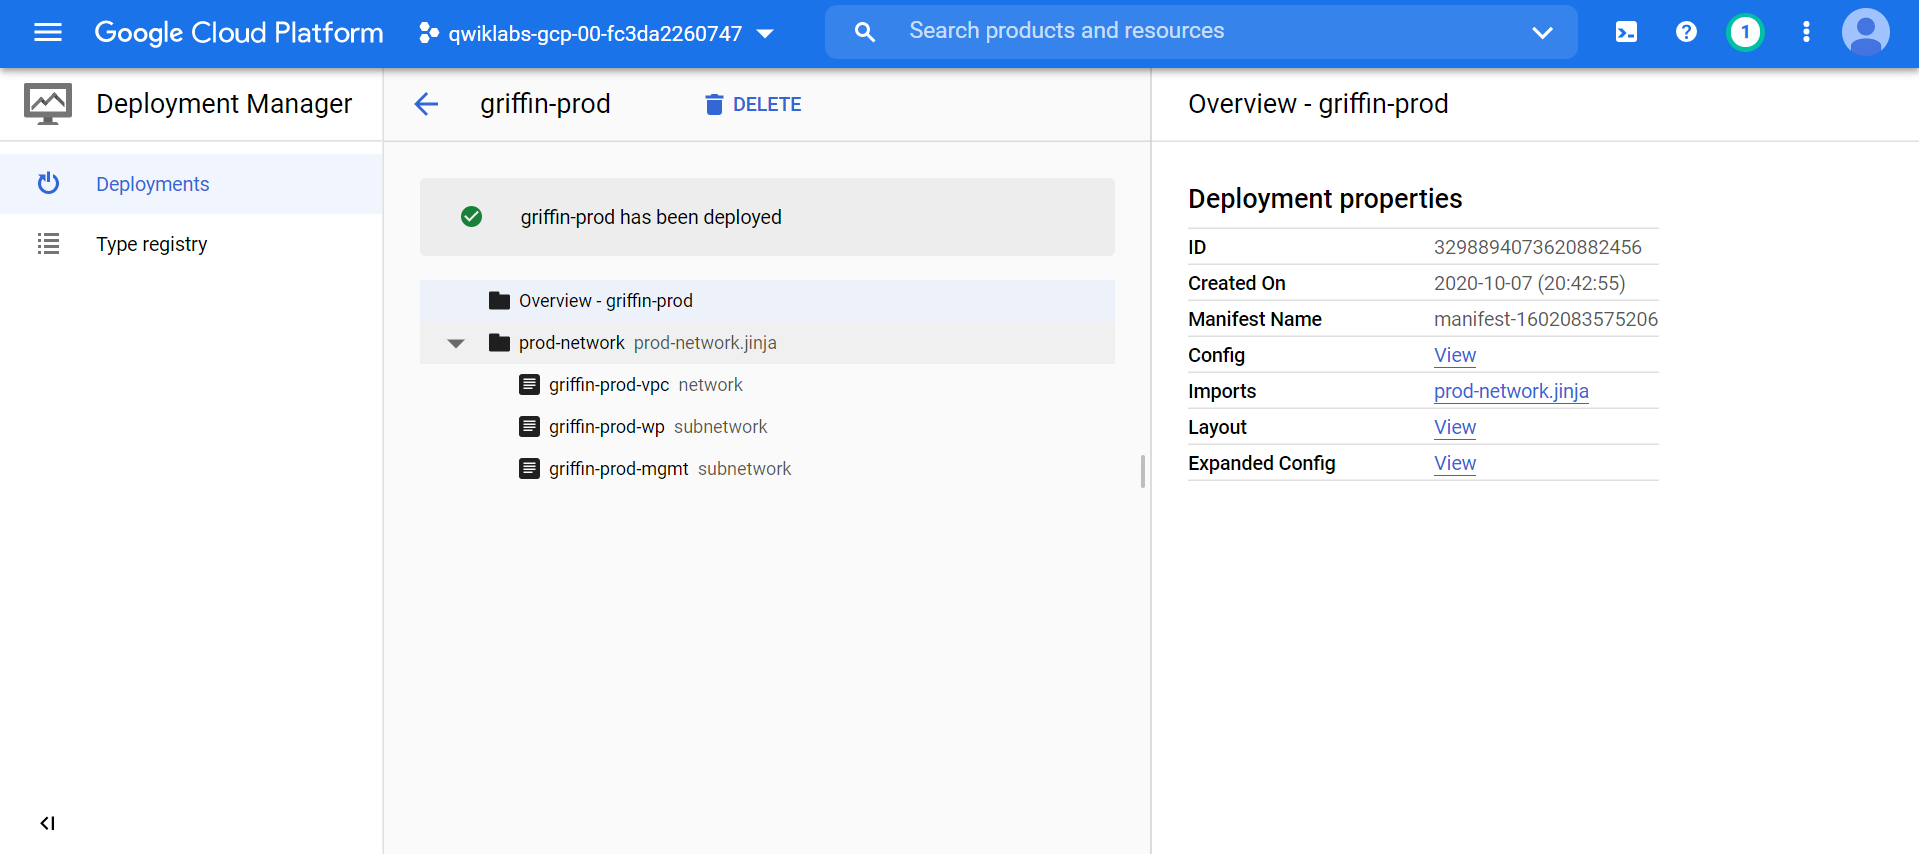 Google Cloud Platform
qwiklabs-gcp-00-fc3da2260747
Search products and resources
1
Deployment Manager
Deployments
Type registry
griffin-prod
DELETE
griffin-prod has been deployed
Overview - griffin-prod
prod-network prod-network.jinja
griffin-prod-vpc network
griffin-prod-wp subnetwork
griffin-prod-mgmt subnetwork
Overview - griffin-prod
Deployment properties
ID 3298894073620882456
Created On 2020-10-07 (20:42:55)
Manifest Name manifest-1602083575206
Config View
Imports prod-network.jinja
Layout View
Expanded Config View